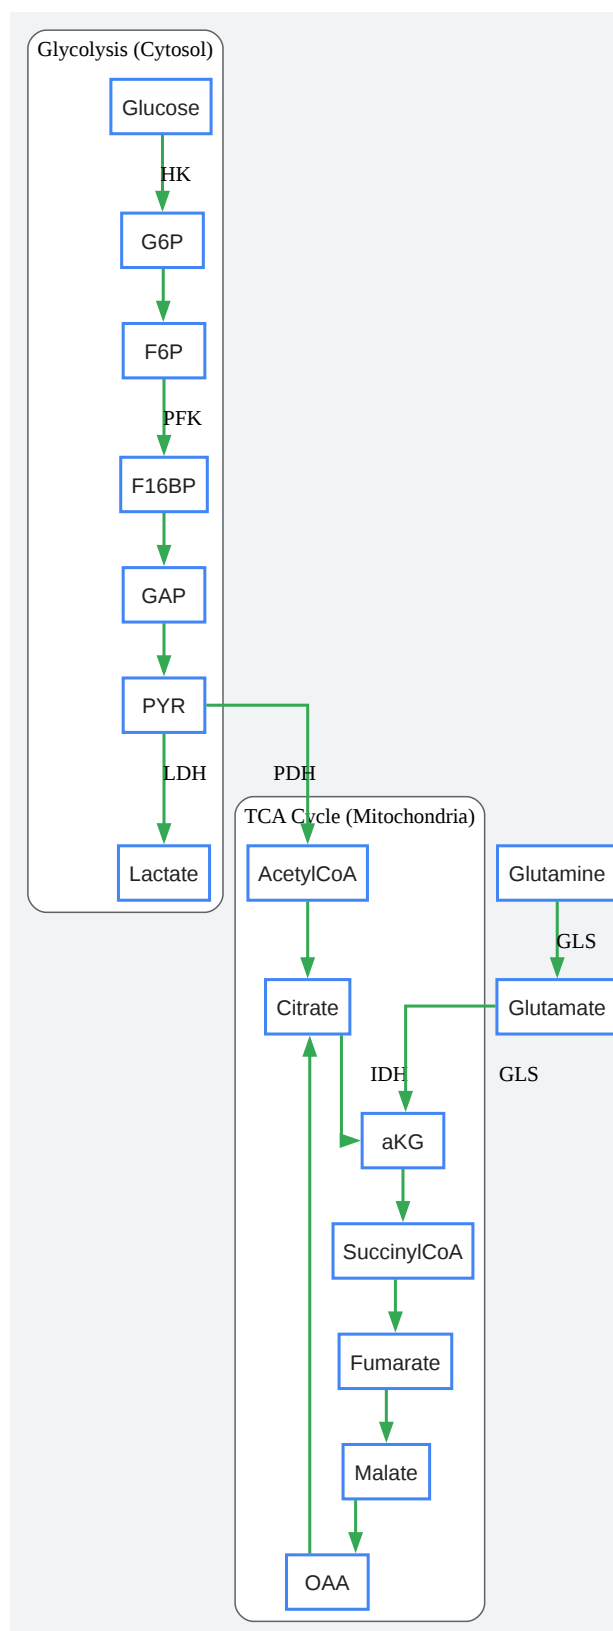 Glycolysis (Cytosol)
Glucose
HK
G6P
F6P
PFK
F16BP
GAP
PYR
LDH
PDH
TCA Cycle (Mitochondria)
Lactate
AcetylCoA
Glutamine
GLS
Citrate
Glutamate
IDH
GLS
aKG
SuccinylCoA
Fumarate
Malate
OAA